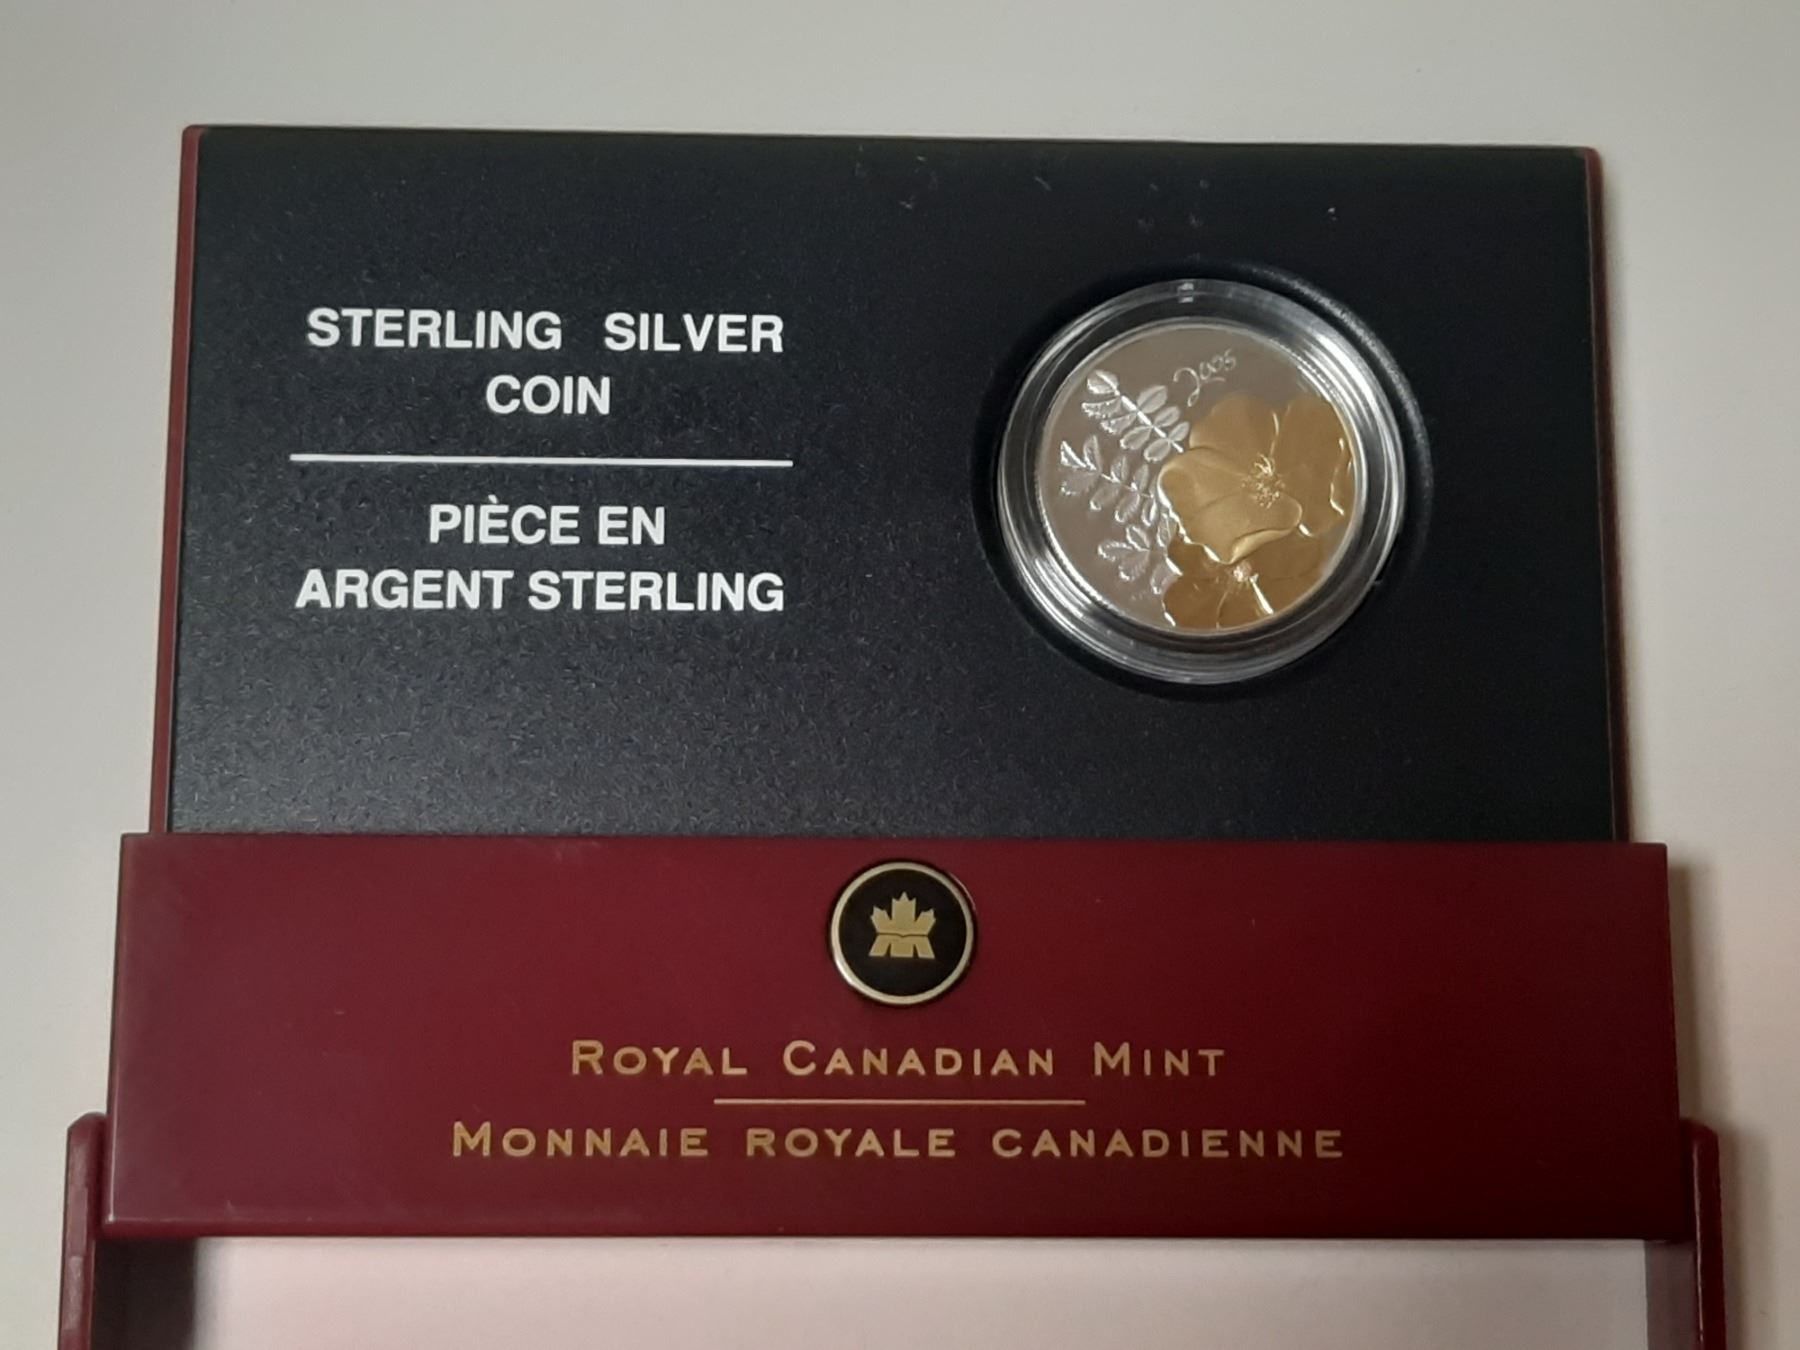 STERLING SILVER
COIN
PIÈCE EN
ARGENT STERLING
2005
ROYAL CANADIAN MINT
MONNAIE ROYALE CANADIENNE